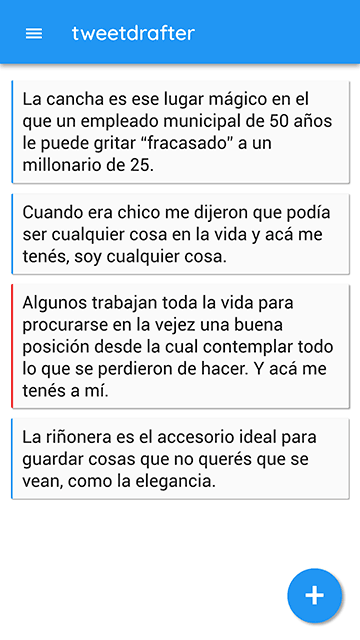 tweetdrafter
La cancha es ese lugar mágico en el
que un empleado municipal de 50 años
le puede gritar “fracasado” a un
millonario de 25.
Cuando era chico me dijeron que podía
ser cualquier cosa en la vida y acá me
tenés, soy cualquier cosa.
Algunos trabajan toda la vida para
procurarse en la vejez una buena
posición desde la cual contemplar todo
lo que se perdieron de hacer. Y acá me
tenés a mí.
La riñonera es el accesorio ideal para
guardar cosas que no querés que se
vean, como la elegancia.